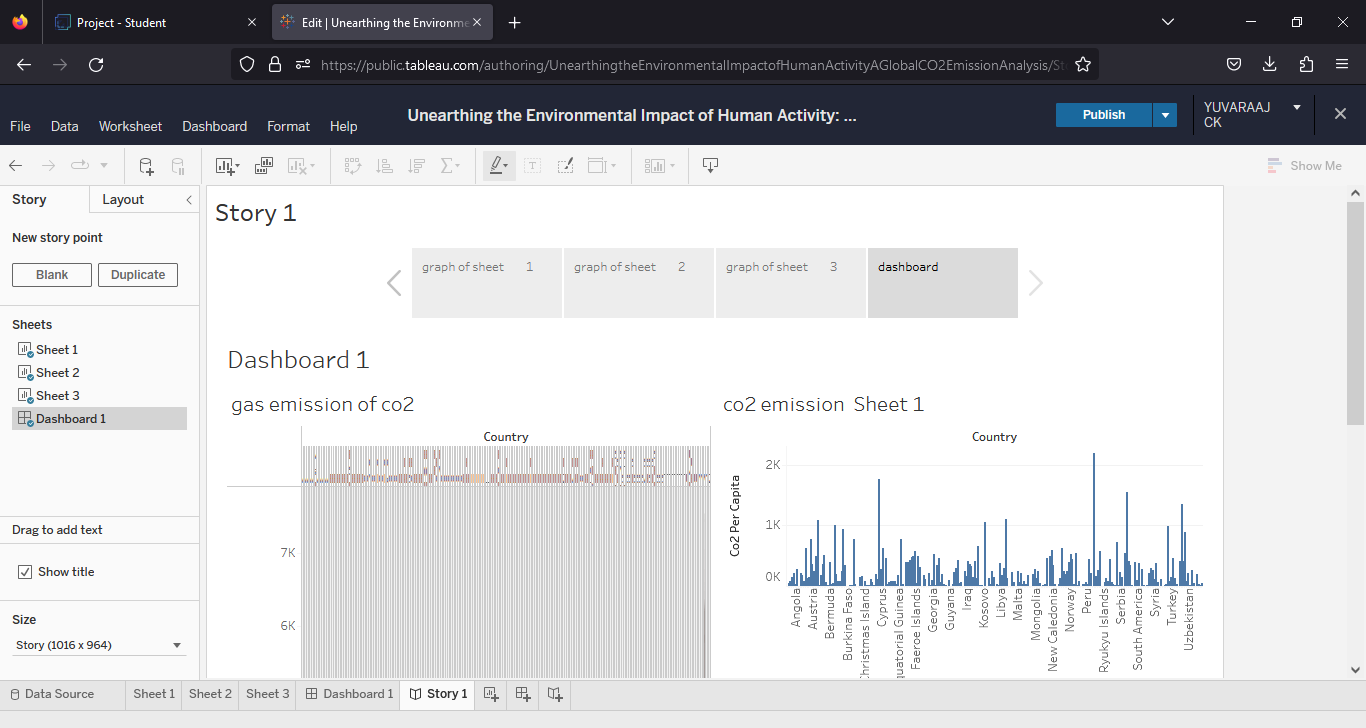 Project - Student
Edit | Unearthing the Environme
https://public.tableau.com/authoring/UnearthingtheEnvironmentalImpactofHumanActivityAGlobalCO2EmissionAnalysis/St
File Data Worksheet Dashboard Format Help
Unearthing the Environmental Impact of Human Activity: ...
Publish
YUVARAAJ
CK
Show Me
Story
Layout
New story point
Blank
Duplicate
Sheets
Sheet 1
Sheet 2
Sheet 3
Dashboard 1
Drag to add text
Show title
Size
Story (1016 x 964)
Story 1
graph of sheet 1
graph of sheet 2
graph of sheet 3
dashboard
Dashboard 1
gas emission of co2
Country
7K
6K
co2 emission Sheet 1
Country
Co2 Per Capita
2K
1K
0K
Angola
Austria
Bermuda
Burkina Faso
Christmas Island
Cyprus
quatorial Guinea
Faeroe Islands
Georgia
Guyana
Iraq
Kosovo
Libya
Malta
Mongolia
New Caledonia
Norway
Peru
Ryukyu Islands
Serbia
South America
Syria
Turkey
Uzbekistan
Data Source
Sheet 1
Sheet 2
Sheet 3
Dashboard 1
Story 1